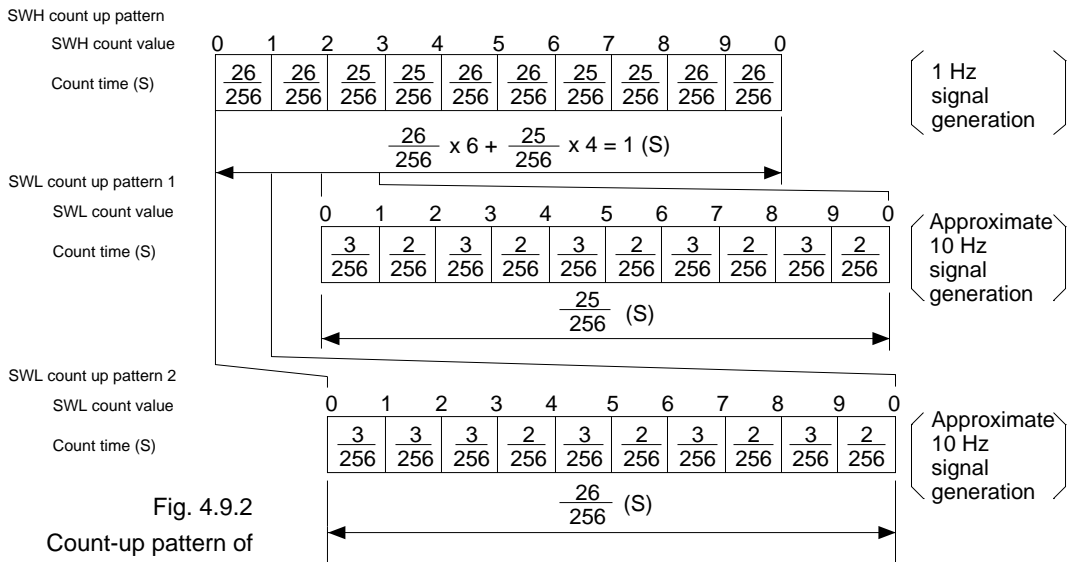 SWH count up pattern
SWH count value 0 1 2 3 4 5 6 7 8 9 0
Count time (S) 26/256 26/256 25/256 25/256 26/256 26/256 25/256 25/256 26/256 26/256
1 Hz
signal
generation
26/256 x 6 + 25/256 x 4 = 1 (S)
SWL count up pattern 1
SWL count value 0 1 2 3 4 5 6 7 8 9 0
Count time (S) 3/256 2/256 3/256 2/256 3/256 2/256 3/256 2/256 3/256 2/256
Approximate
10 Hz
signal
generation
25/256 (S)
SWL count up pattern 2
SWL count value 0 1 2 3 4 5 6 7 8 9 0
Count time (S) 3/256 3/256 3/256 2/256 3/256 2/256 3/256 2/256 3/256 2/256
Approximate
10 Hz
signal
generation
26/256 (S)
Fig. 4.9.2
Count-up pattern of